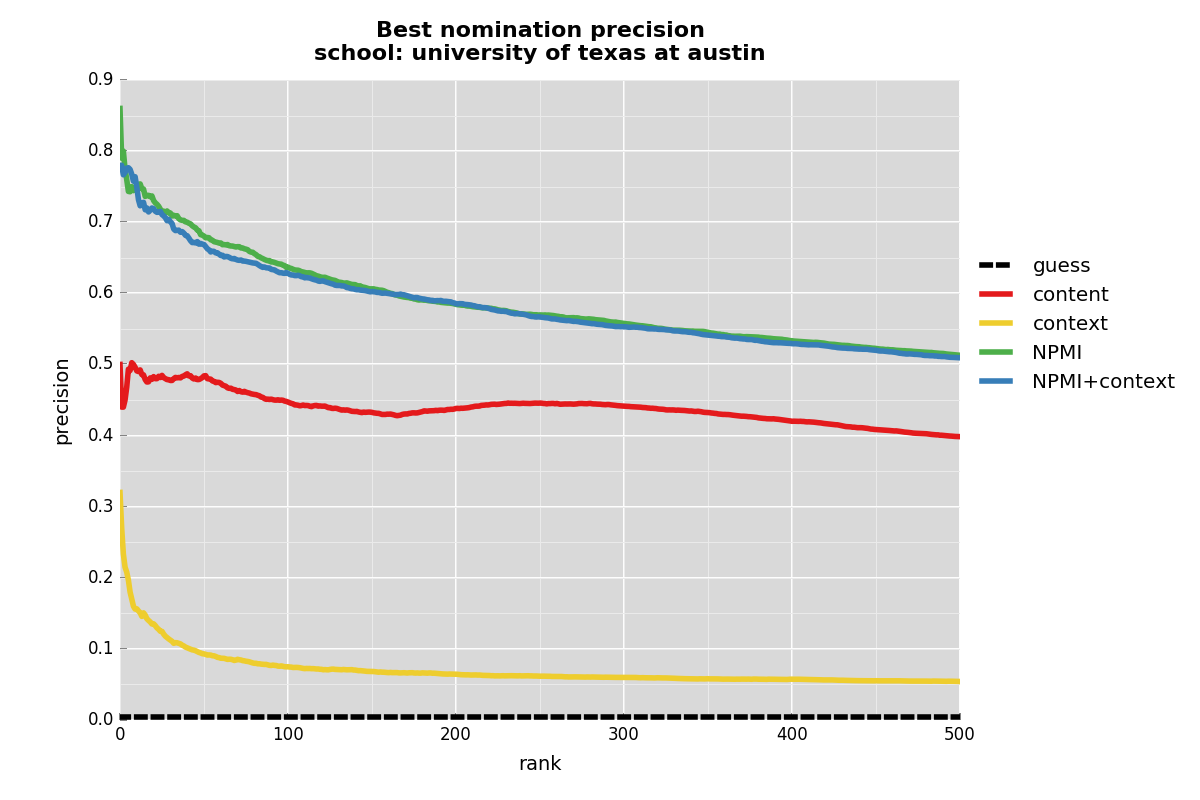 Best nomination precision
school: university of texas at austin
precision
0.9
0.8
0.7
0.6
0.5
0.4
0.3
0.2
0.1
0.0
0 100 200 300 400 500
rank
guess
content
context
NPMI
NPMI+context